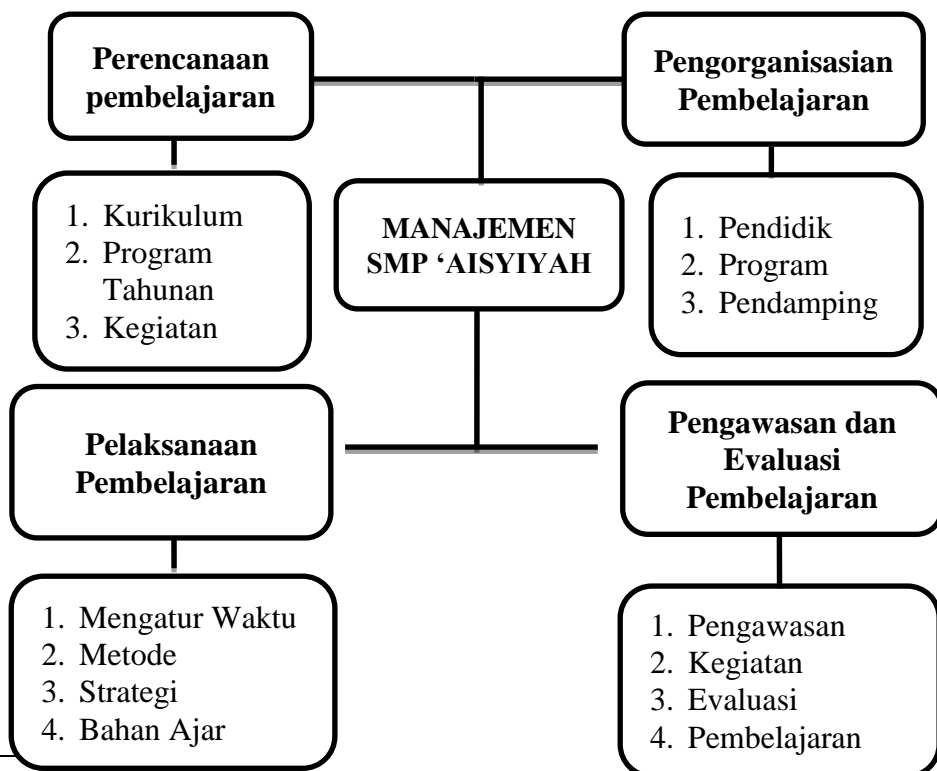 Perencanaan
pembelajaran
Pengorganisasian
Pembelajaran
1. Kurikulum
2. Program
Tahunan
3. Kegiatan
MANAJEMEN
SMP ‘AISYIYAH
1. Pendidik
2. Program
3. Pendamping
Pelaksanaan
Pembelajaran
Pengawasan dan
Evaluasi
Pembelajaran
1. Mengatur Waktu
2. Metode
3. Strategi
4. Bahan Ajar
1. Pengawasan
2. Kegiatan
3. Evaluasi
4. Pembelajaran